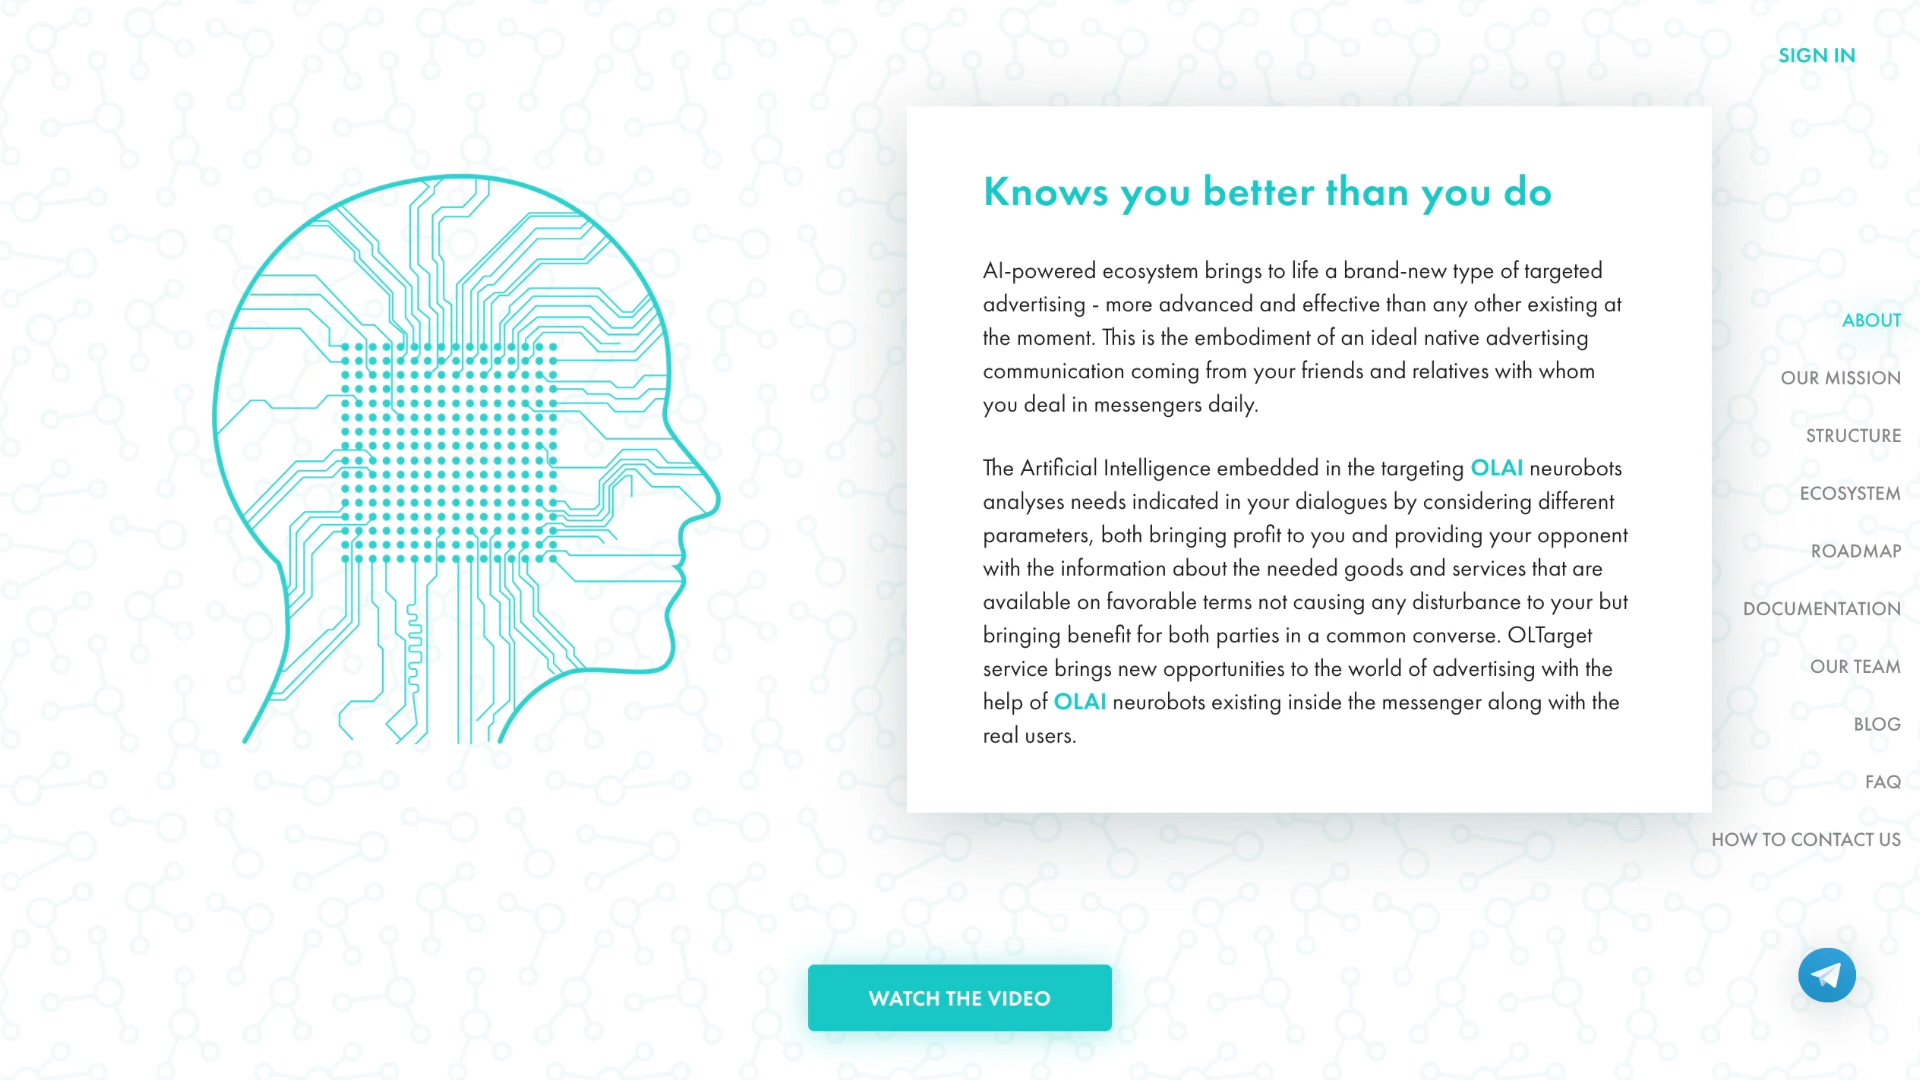 SIGN IN
Knows you better than you do
AI-powered ecosystem brings to life a brand-new type of targeted
advertising - more advanced and effective than any other existing at
the moment. This is the embodiment of an ideal native advertising
communication coming from your friends and relatives with whom
you deal in messengers daily.
The Artificial Intelligence embedded in the targeting OLAI neurobots
analyses needs indicated in your dialogues by considering different
parameters, both bringing profit to you and providing your opponent
with the information about the needed goods and services that are
available on favorable terms not causing any disturbance to your but
bringing benefit for both parties in a common converse. OLTarget
service brings new opportunities to the world of advertising with the
help of OLAI neurobots existing inside the messenger along with the
real users.
ABOUT
OUR MISSION
STRUCTURE
ECOSYSTEM
ROADMAP
DOCUMENTATION
OUR TEAM
BLOG
FAQ
HOW TO CONTACT US
WATCH THE VIDEO